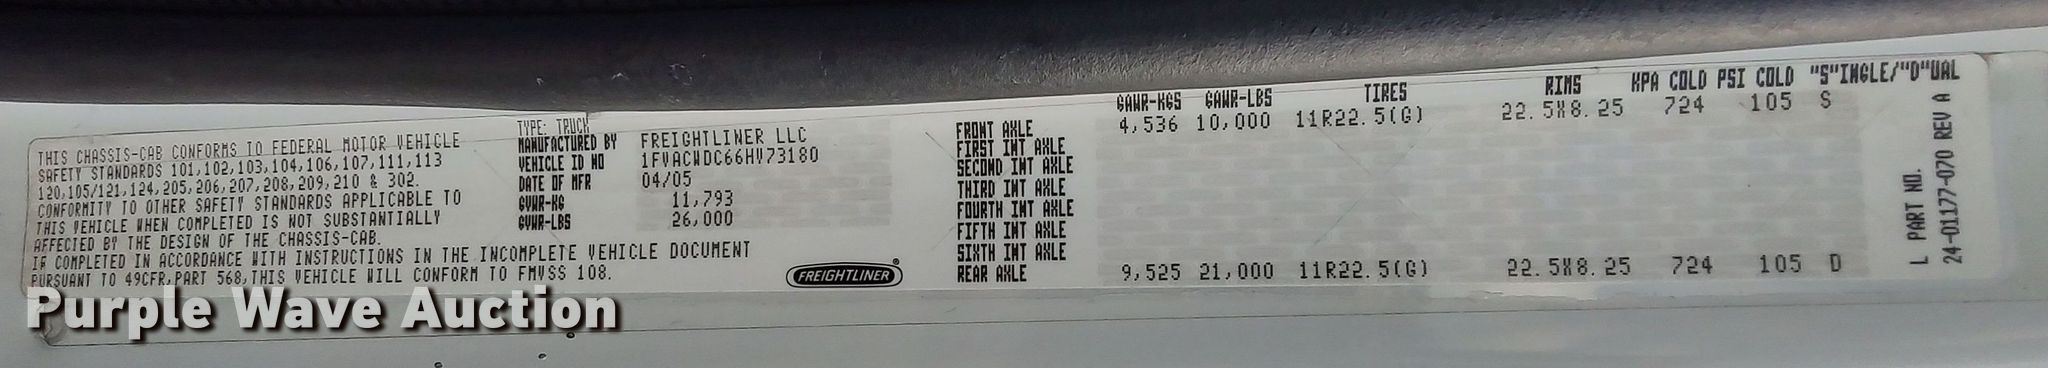 THIS CHASSIS-CAB CONFORMS TO FEDERAL MOTOR VEHICLE
SAFETY STANDARDS 101,102,103,104,106,107,111,113
120,105/121,124,205,206,207,208,209,210 & 302.
CONFORMITY TO OTHER SAFETY STANDARDS APPLICABLE TO
THIS VEHICLE WHEN COMPLETED IS NOT SUBSTANTIALLY
AFFECTED BY THE DESIGN OF THE CHASSIS-CAB.
IF COMPLETED IN ACCORDANCE WITH INSTRUCTIONS IN THE INCOMPLETE VEHICLE DOCUMENT
PURSUANT TO 49CFR,PART 568,THIS VEHICLE WILL CONFORM TO FMVSS 108.
TYPE: TRUCK
MANUFACTURED BY FREIGHTLINER LLC
VEHICLE ID NO 1FVACWDC66HV73180
DATE OF MFR 04/05
GVWR-KG 11,793
GVWR-LBS 26,000
FREIGHTLINER®
GAWR-KGS GAWR-LBS TIRES RIMS KPA COLD PSI COLD "S"INGLE/"D"UAL
FRONT AXLE 4,536 10,000 11R22.5(G) 22.5X8.25 724 105 S
FIRST INT AXLE
SECOND INT AXLE
THIRD INT AXLE
FOURTH INT AXLE
FIFTH INT AXLE
SIXTH INT AXLE
REAR AXLE 9,525 21,000 11R22.5(G) 22.5X8.25 724 105 D
L PART NO.
24-01177-070 REV A
Purple Wave Auction